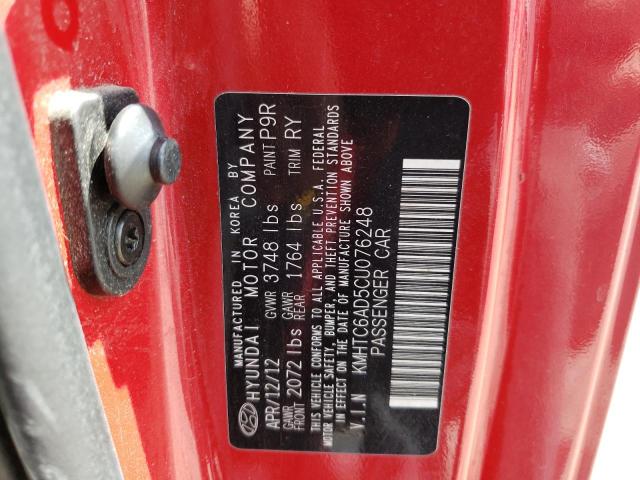 MANUFACTURED IN KOREA BY
HYUNDAI MOTOR COMPANY
APR/12/12 GVWR 3748 lbs PAINT P9R
GAWR FRONT 2072 lbs GAWR REAR 1764 lbs TRIM RY
THIS VEHICLE CONFORMS TO ALL APPLICABLE U.S.A. FEDERAL
MOTOR VEHICLE SAFETY, BUMPER, AND THEFT PREVENTION STANDARDS
IN EFFECT ON THE DATE OF MANUFACTURE SHOWN ABOVE
V.I.N KMHTC6AD5CU076248
PASSENGER CAR